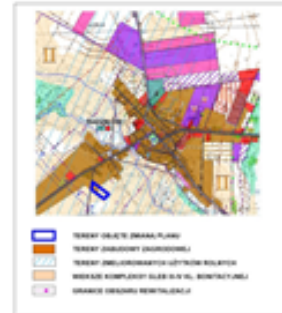 II
II
TERENY OBJĘTE ZMIANĄ PLANU
TERENY ZABUDOWY ZAGRODOWEJ
TERENY ZMELIOROWANYCH UŻYTKÓW ROLNYCH
WIĘKSZE KOMPLEKSY GLEB III-IV KL. BONITACYJNEJ
GRANICE OBSZARU REWITALIZACJI